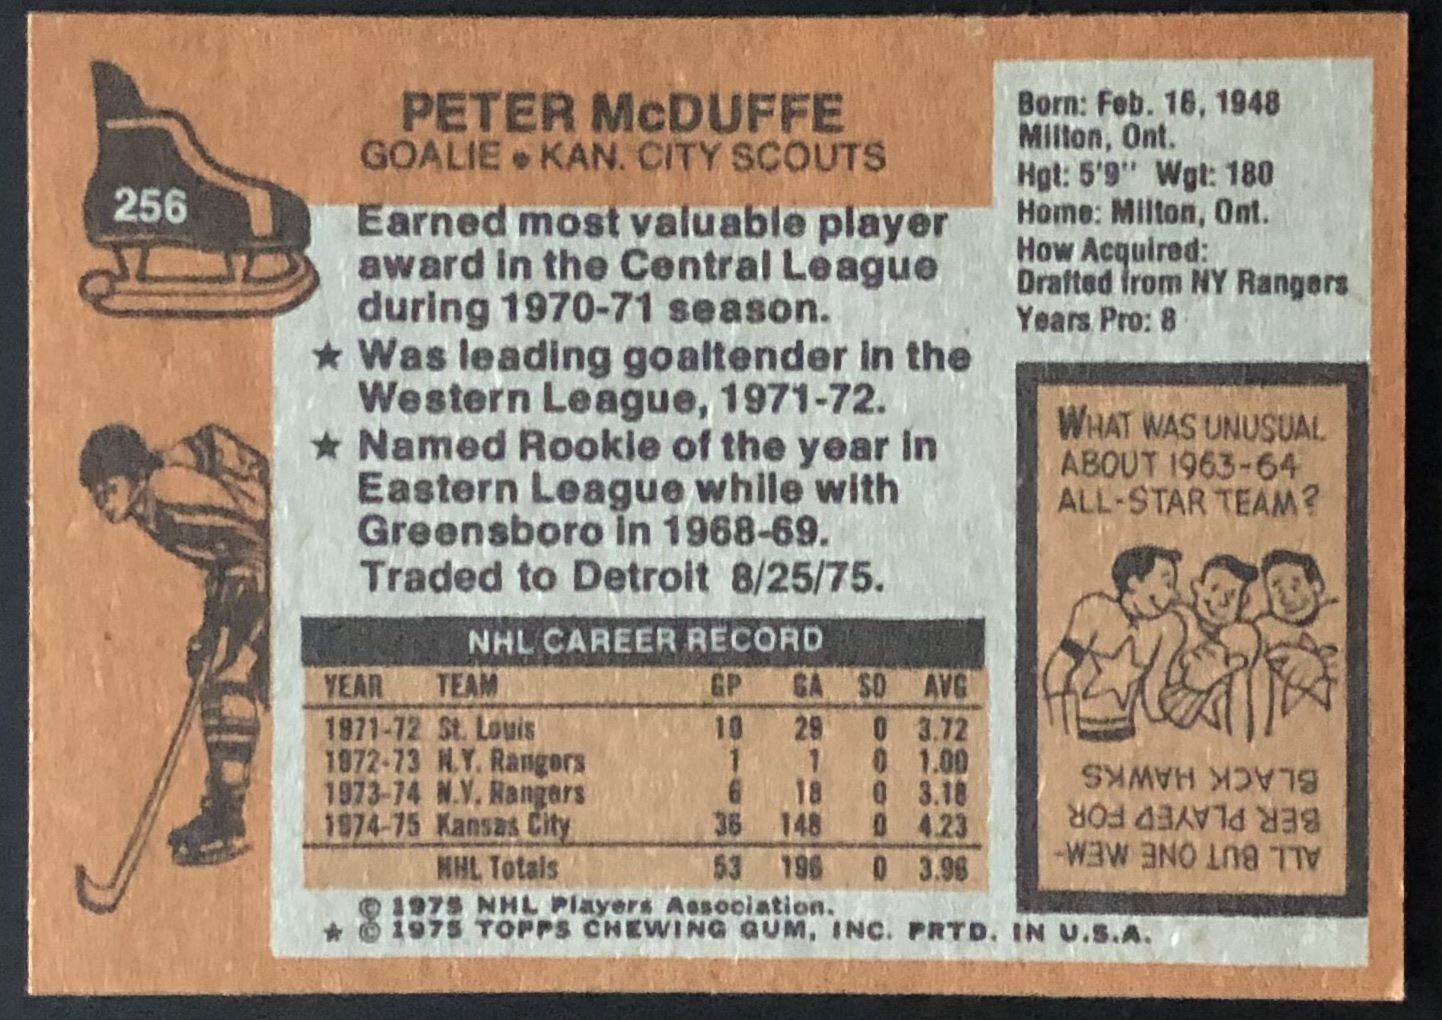 256
PETER McDUFFE
GOALIE • KAN. CITY SCOUTS
Earned most valuable player
award in the Central League
during 1970-71 season.
★ Was leading goaltender in the
Western League, 1971-72.
★ Named Rookie of the year in
Eastern League while with
Greensboro in 1968-69.
Traded to Detroit 8/25/75.
Born: Feb. 16, 1948
Milton, Ont.
Hgt: 5'9" Wgt: 180
Home: Milton, Ont.
How Acquired:
Drafted from NY Rangers
Years Pro: 8
NHL CAREER RECORD
YEAR TEAM GP GA SO AVG
1971-72 St. Louis 10 29 0 3.72
1972-73 N.Y. Rangers 1 1 0 1.00
1973-74 N.Y. Rangers 6 18 0 3.18
1974-75 Kansas City 36 148 0 4.23
NHL Totals 53 196 0 3.96
WHAT WAS UNUSUAL
ABOUT 1963-64
ALL-STAR TEAM?
ALL BUT ONE MEM-
BER PLAYED FOR
BLACK HAWKS
© 1975 NHL Players Association.
★ © 1975 TOPPS CHEWING GUM, INC. PRTD. IN U.S.A.